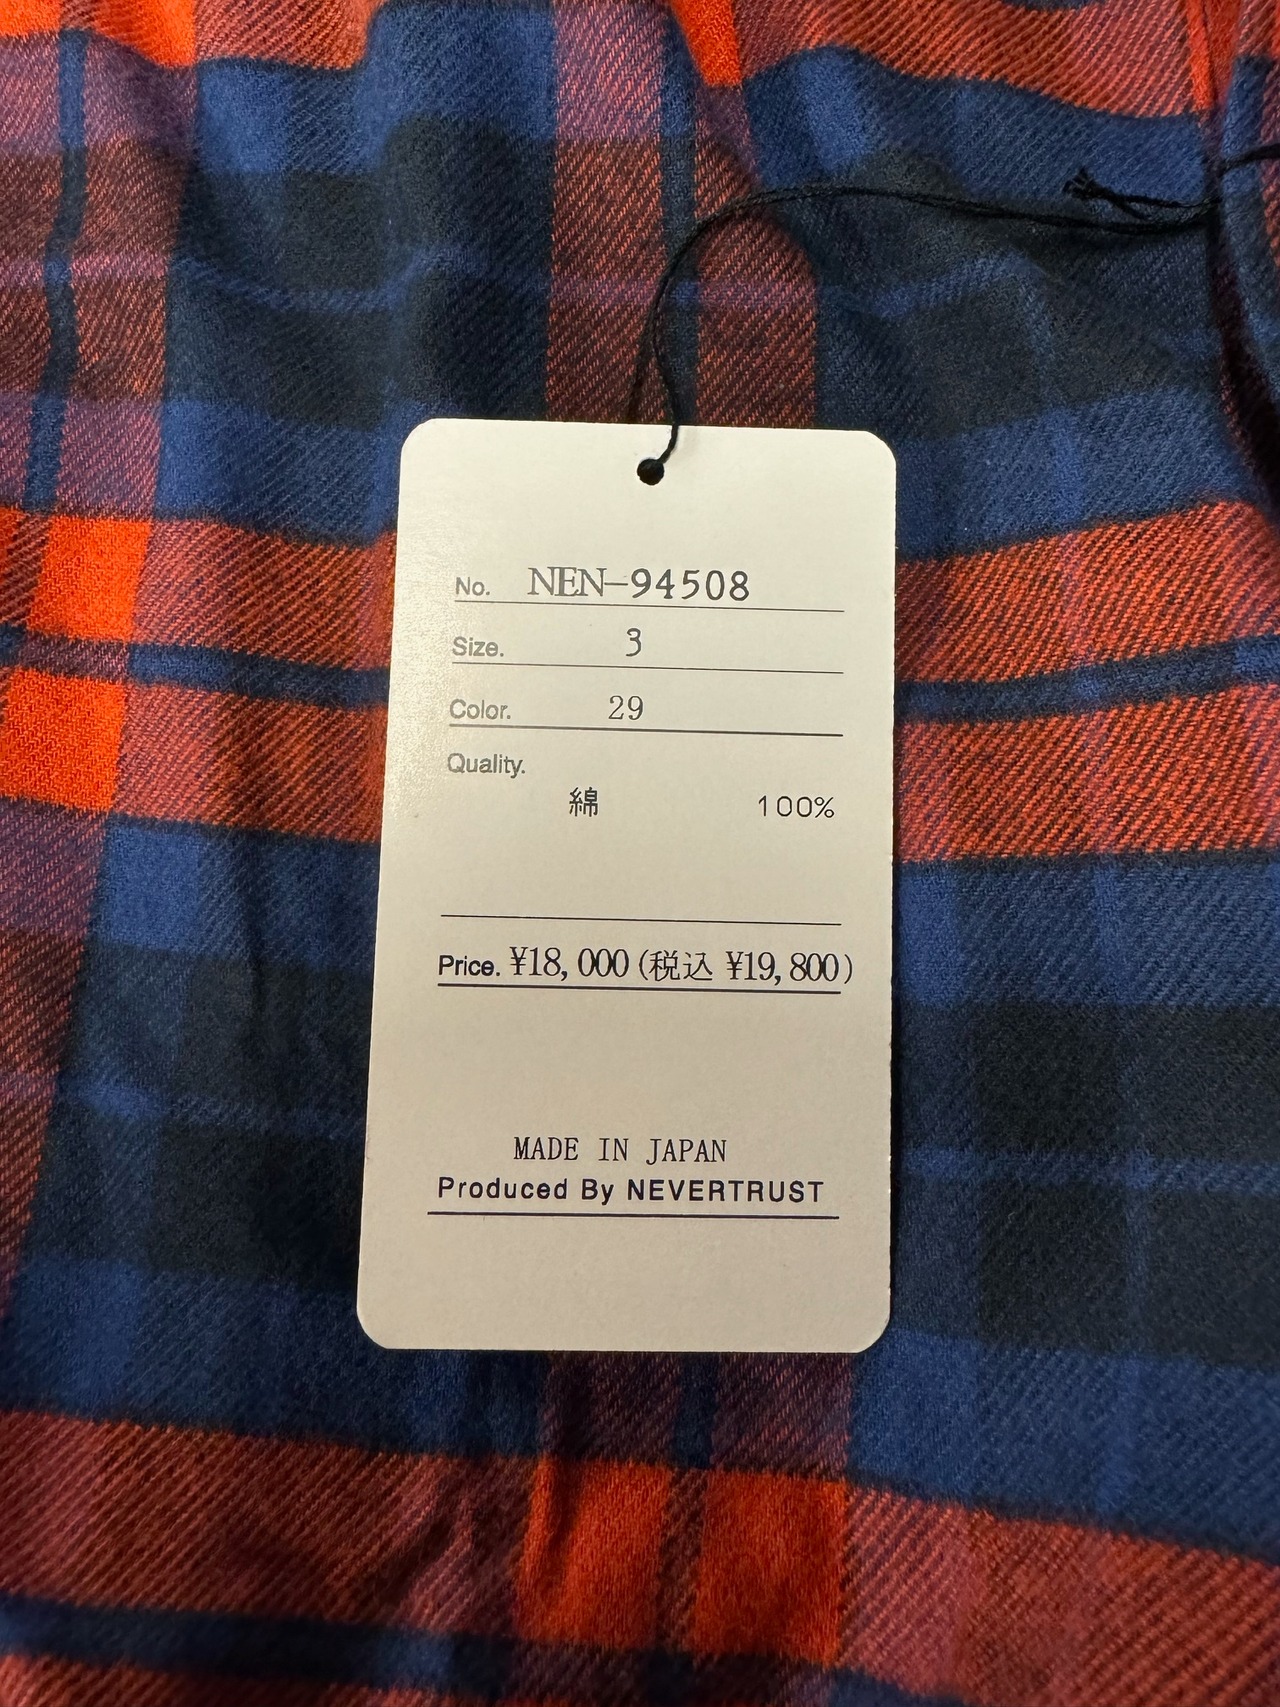 No. NEN-94508
Size. 3
Color. 29
Quality.
綿 100%
Price. ¥18,000 (税込 ¥19,800)
MADE IN JAPAN
Produced By NEVERTRUST